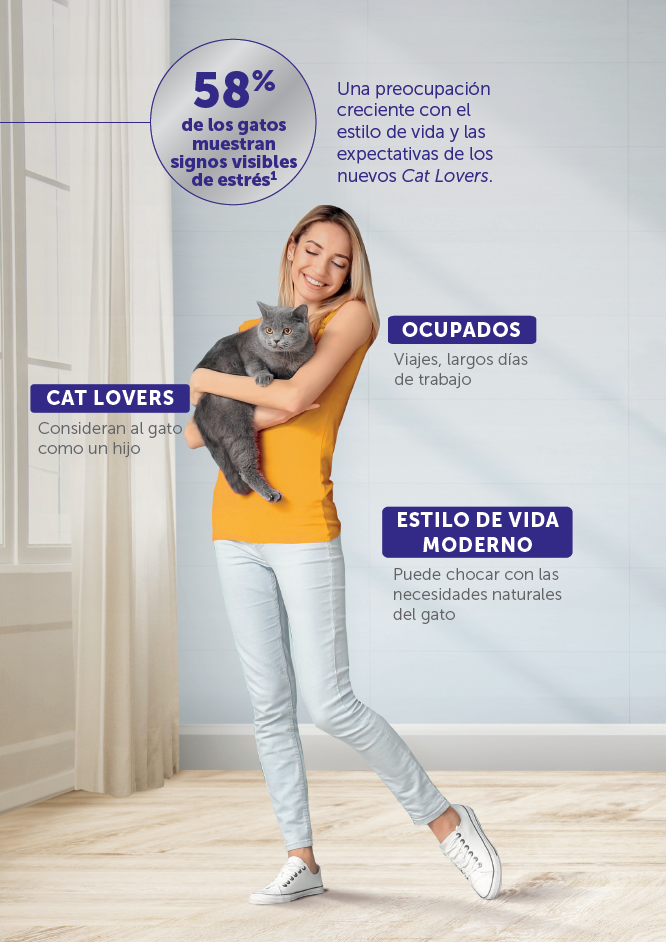 58%
de los gatos
muestran
signos visibles
de estrés¹
Una preocupación
creciente con el
estilo de vida y las
expectativas de los
nuevos Cat Lovers.
OCUPADOS
Viajes, largos días
de trabajo
CAT LOVERS
Consideran al gato
como un hijo
ESTILO DE VIDA
MODERNO
Puede chocar con las
necesidades naturales
del gato